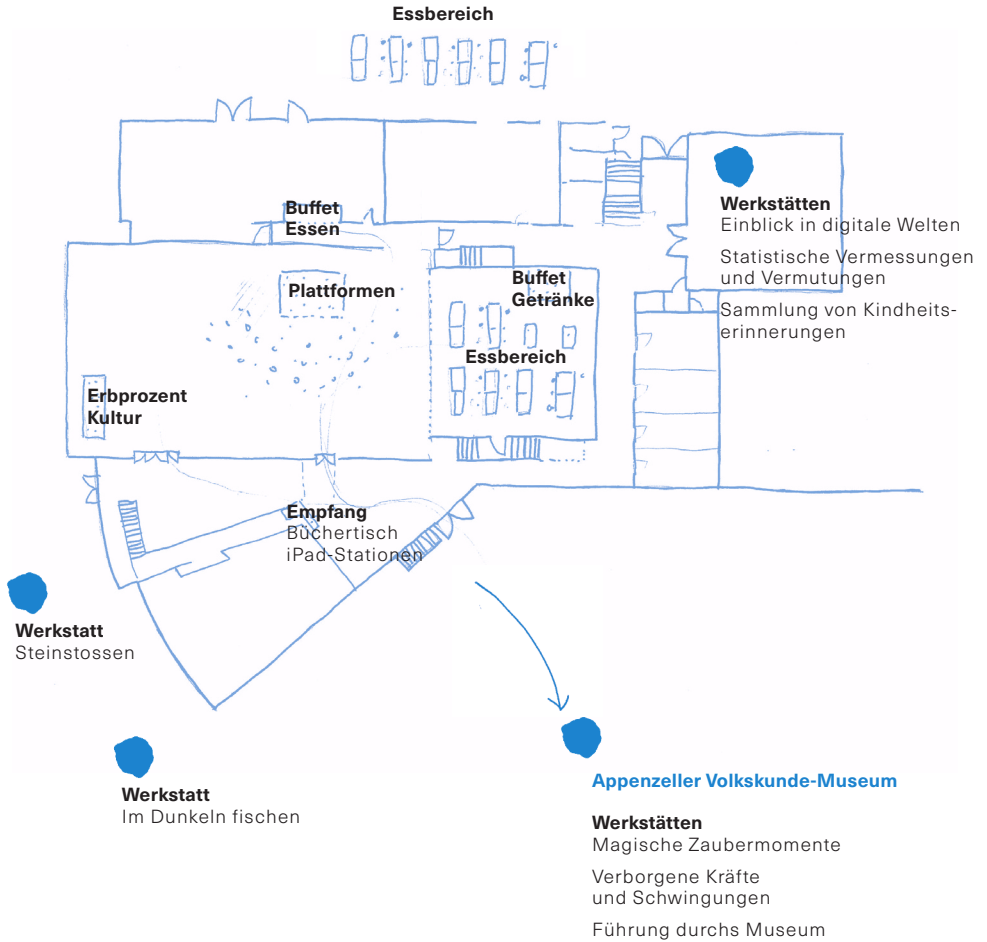 Essbereich
Buffet
Essen
Werkstätten
Einblick in digitale Welten
Statistische Vermessungen
und Vermutungen
Sammlung von Kindheits-
erinnerungen
Plattformen
Buffet
Getränke
Essbereich
Erbprozent
Kultur
Empfang
Büchertisch
iPad-Stationen
Werkstatt
Steinstossen
Werkstatt
Im Dunkeln fischen
Appenzeller Volkskunde-Museum
Werkstätten
Magische Zaubermomente
Verborgene Kräfte
und Schwingungen
Führung durchs Museum